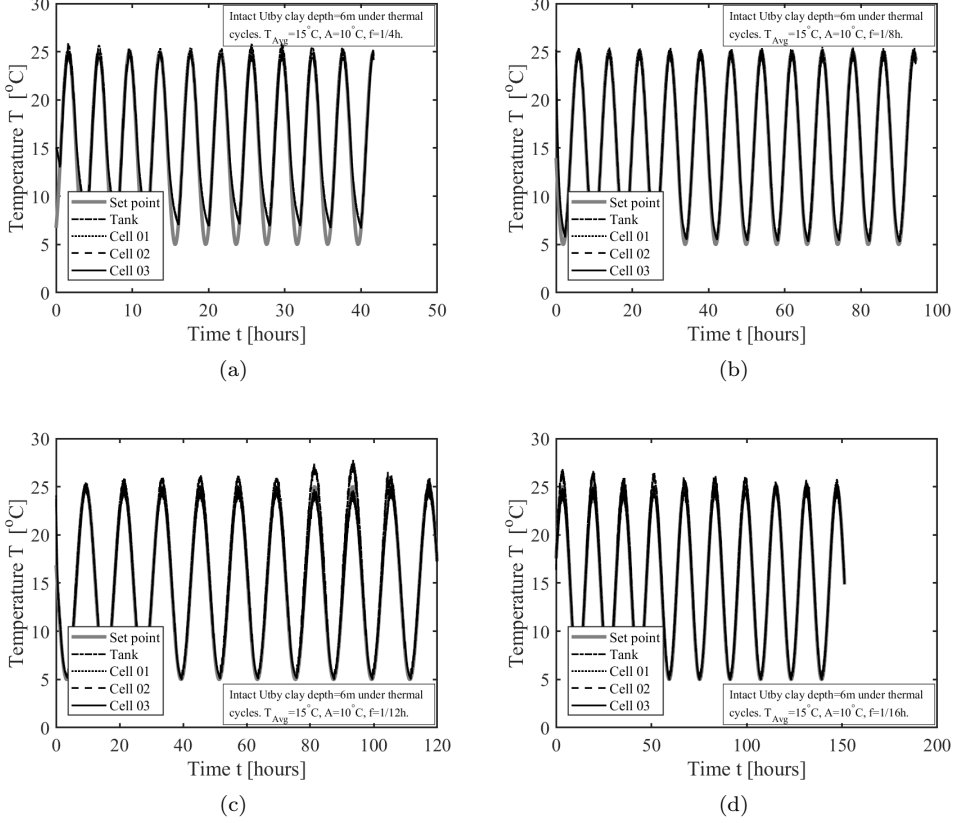 Intact Utby clay depth=6m under thermal
cycles. T_Avg=15°C, A=10°C, f=1/4h.
30
25
20
15
10
5
0
Temperature T [°C]
Set point
Tank
Cell 01
Cell 02
Cell 03
0 10 20 30 40 50
Time t [hours]
(a)
Intact Utby clay depth=6m under thermal
cycles. T_Avg=15°C, A=10°C, f=1/8h.
30
25
20
15
10
5
0
Temperature T [°C]
Set point
Tank
Cell 01
Cell 02
Cell 03
0 20 40 60 80 100
Time t [hours]
(b)
30
25
20
15
10
5
0
Temperature T [°C]
Set point
Tank
Cell 01
Cell 02
Cell 03
Intact Utby clay depth=6m under thermal
cycles. T_Avg=15°C, A=10°C, f=1/12h.
0 20 40 60 80 100 120
Time t [hours]
(c)
30
25
20
15
10
5
0
Temperature T [°C]
Set point
Tank
Cell 01
Cell 02
Cell 03
Intact Utby clay depth=6m under thermal
cycles. T_Avg=15°C, A=10°C, f=1/16h.
0 50 100 150 200
Time t [hours]
(d)